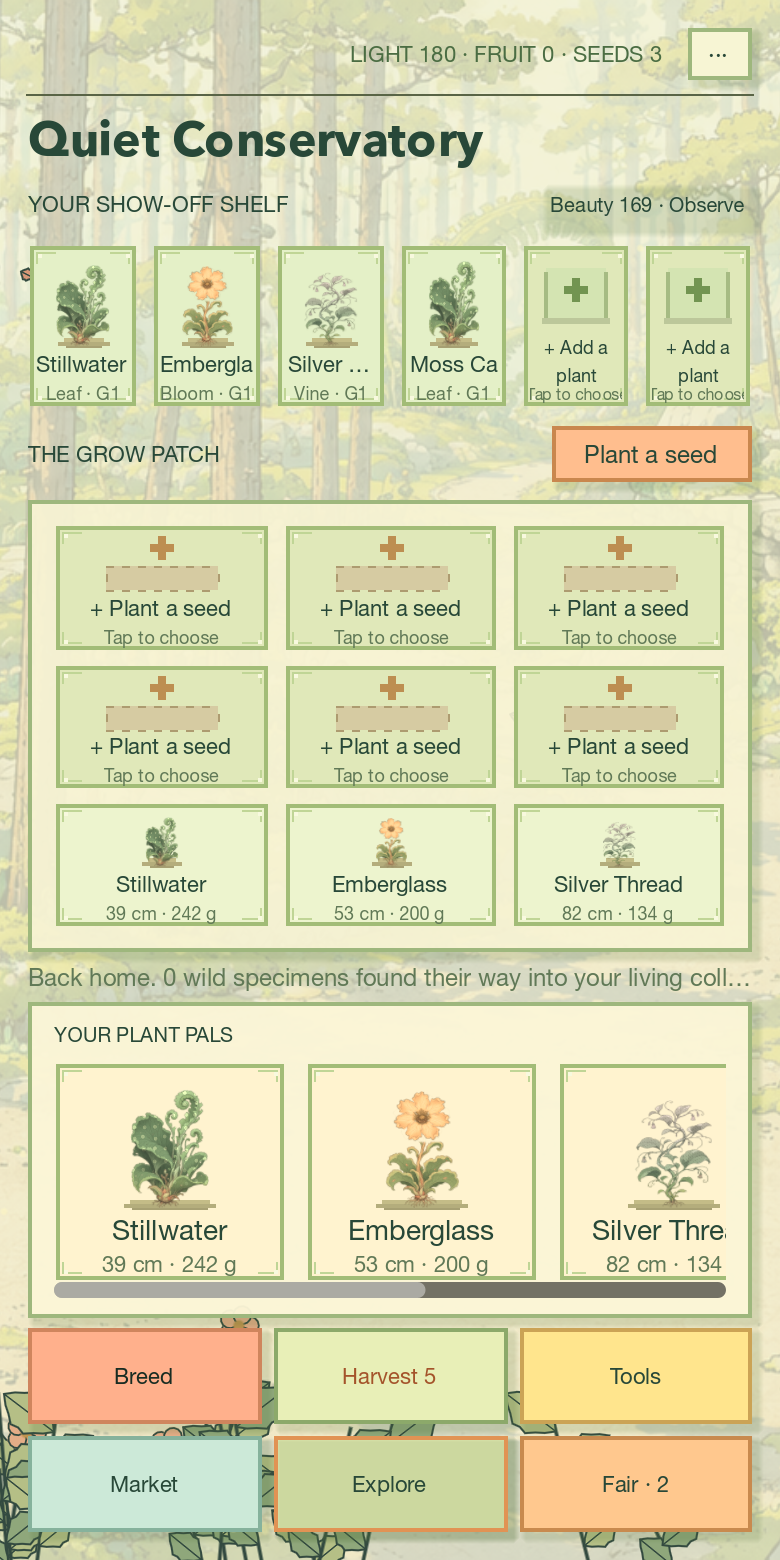 LIGHT 180 · FRUIT 0 · SEEDS 3
...
Quiet Conservatory
YOUR SHOW-OFF SHELF
Beauty 169 · Observe
Stillwater
Leaf · G1
Embergla
Bloom · G1
Silver ...
Vine · G1
Moss Ca
Leaf · G1
+ Add a
plant
Tap to choose
+ Add a
plant
Tap to choose
THE GROW PATCH
Plant a seed
+ Plant a seed
Tap to choose
+ Plant a seed
Tap to choose
+ Plant a seed
Tap to choose
+ Plant a seed
Tap to choose
+ Plant a seed
Tap to choose
+ Plant a seed
Tap to choose
Stillwater
39 cm · 242 g
Emberglass
53 cm · 200 g
Silver Thread
82 cm · 134 g
Back home. 0 wild specimens found their way into your living coll...
YOUR PLANT PALS
Stillwater
39 cm · 242 g
Emberglass
53 cm · 200 g
Silver Threa
82 cm · 134
Breed
Harvest 5
Tools
Market
Explore
Fair · 2